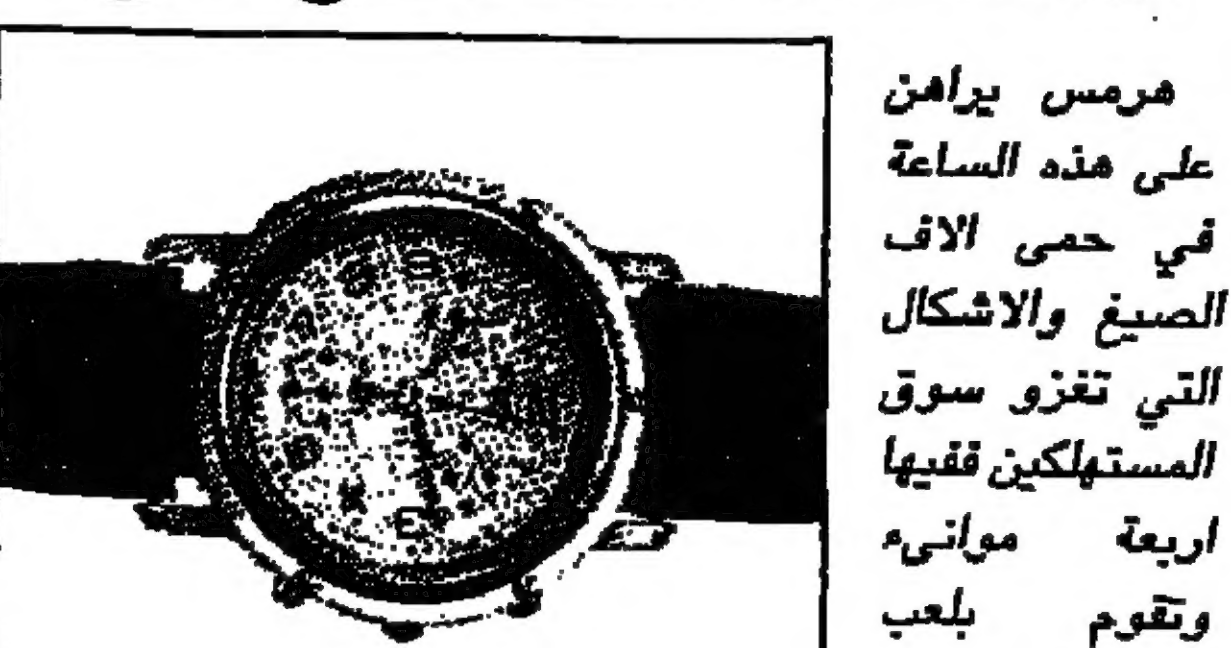 هرمس يراهن
على هذه الساعة
في حمى الاف
الصيغ والاشكال
التي تغزو سوق
المستهلكين ففيها
اربعة موانىء
وتقوم بلعب